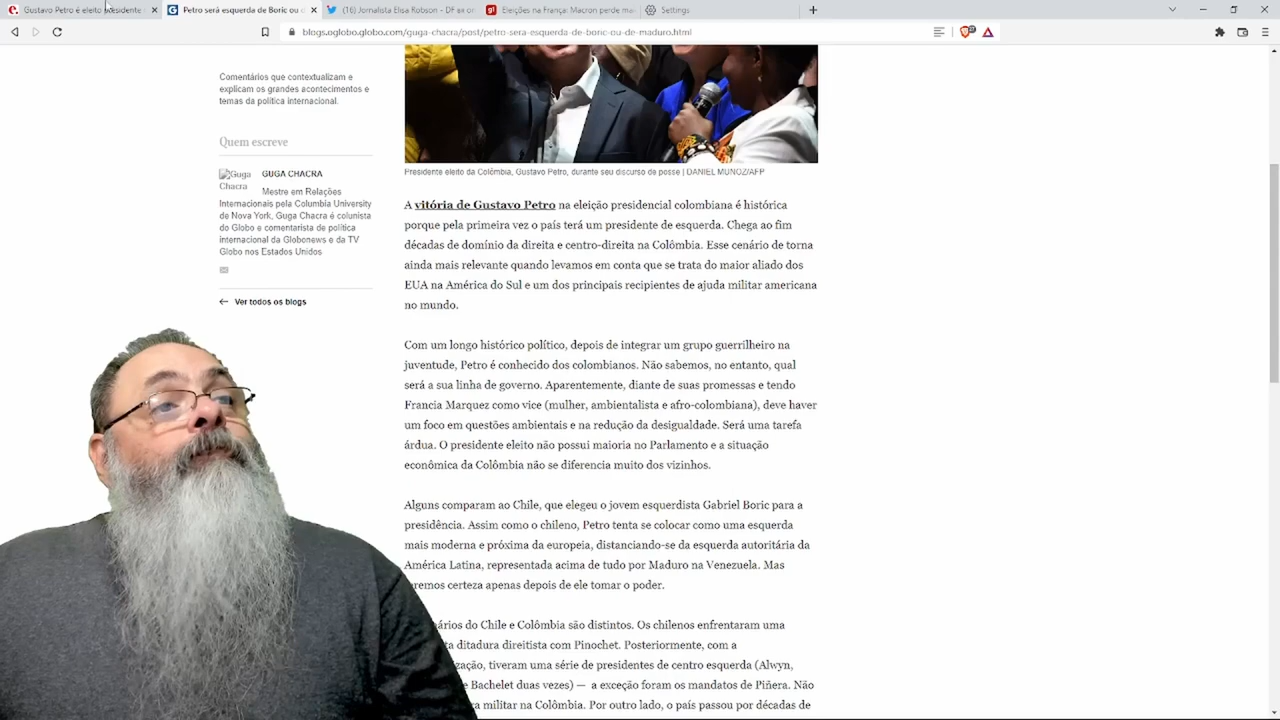 Gustavo Petro é eleito presidente
Petro será esquerda de Boric ou d
(16) Jornalista Elisa Robson - DF ex on
Eleições na França: Macron perde ma
Settings
blogs.oglobo.globo.com/guga-chacra/post/petro-sera-esquerda-de-boric-ou-de-maduro.html
Comentários que contextualizam e
explicam os grandes acontecimentos e
temas da política internacional.
Quem escreve
Guga
Chacra
GUGA CHACRA
Mestre em Relações
Internacionais pela Columbia University
de Nova York, Guga Chacra é colunista
do Globo e comentarista de política
internacional da Globonews e da TV
Globo nos Estados Unidos
Ver todos os blogs
Presidente eleito da Colômbia, Gustavo Petro, durante seu discurso de posse | DANIEL MUNOZ/AFP
A vitória de Gustavo Petro na eleição presidencial colombiana é histórica
porque pela primeira vez o país terá um presidente de esquerda. Chega ao fim
décadas de domínio da direita e centro-direita na Colômbia. Esse cenário de torna
ainda mais relevante quando levamos em conta que se trata do maior aliado dos
EUA na América do Sul e um dos principais recipientes de ajuda militar americana
no mundo.
Com um longo histórico político, depois de integrar um grupo guerrilheiro na
juventude, Petro é conhecido dos colombianos. Não sabemos, no entanto, qual
será a sua linha de governo. Aparentemente, diante de suas promessas e tendo
Francia Marquez como vice (mulher, ambientalista e afro-colombiana), deve haver
um foco em questões ambientais e na redução da desigualdade. Será uma tarefa
árdua. O presidente eleito não possui maioria no Parlamento e a situação
econômica da Colômbia não se diferencia muito dos vizinhos.
Alguns comparam ao Chile, que elegeu o jovem esquerdista Gabriel Boric para a
presidência. Assim como o chileno, Petro tenta se colocar como uma esquerda
mais moderna e próxima da europeia, distanciando-se da esquerda autoritária da
América Latina, representada acima de tudo por Maduro na Venezuela. Mas
eremos certeza apenas depois de ele tomar o poder.
ários do Chile e Colômbia são distintos. Os chilenos enfrentaram uma
ta ditadura direitista com Pinochet. Posteriormente, com a
zação, tiveram uma série de presidentes de centro esquerda (Alwyn,
e Bachelet duas vezes) — a exceção foram os mandatos de Piñera. Não
a militar na Colômbia. Por outro lado, o país passou por décadas de